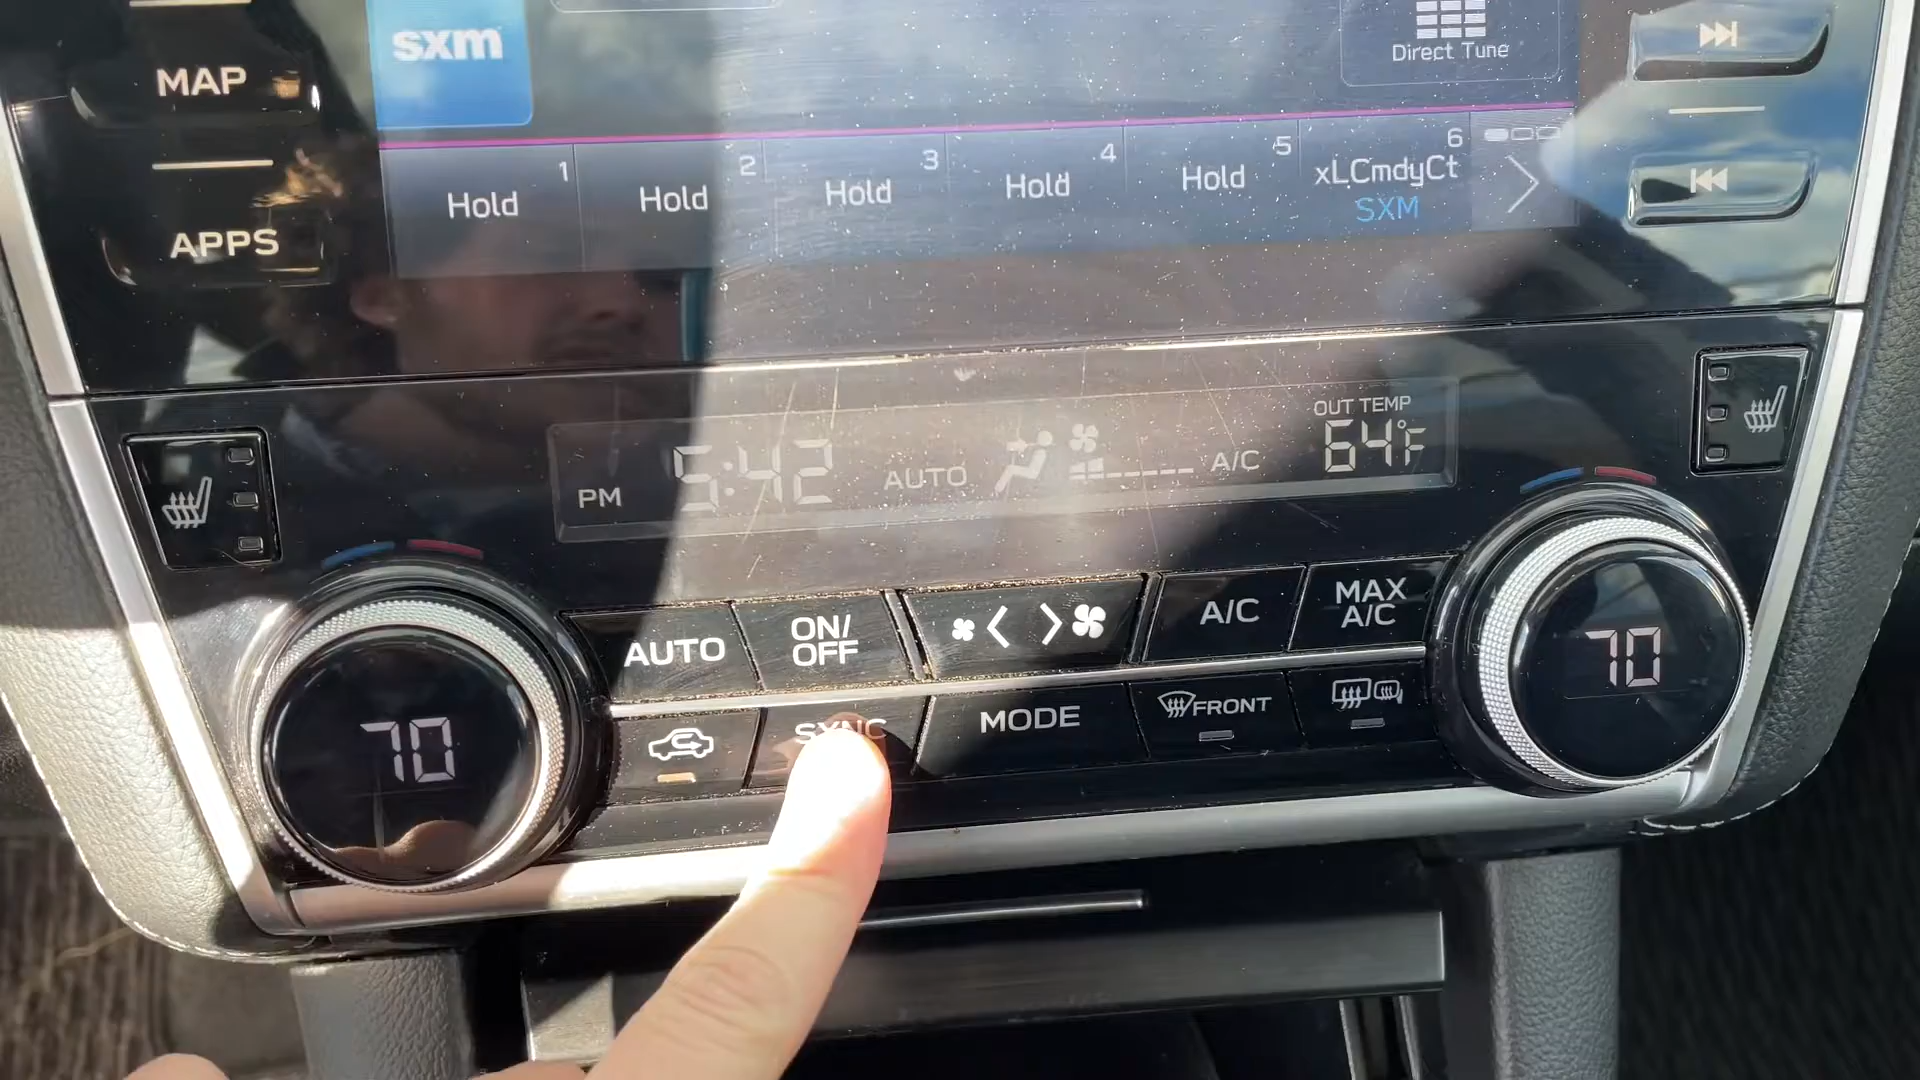 MAP
APPS
sxm
Direct Tune
1
Hold
2
Hold
3
Hold
4
Hold
5
Hold
6
xLCmdyCt
SXM
PM 5:42 AUTO A/C
OUT TEMP
64°F
AUTO
ON/
OFF
A/C
MAX
A/C
SYNC
MODE
FRONT
70
70